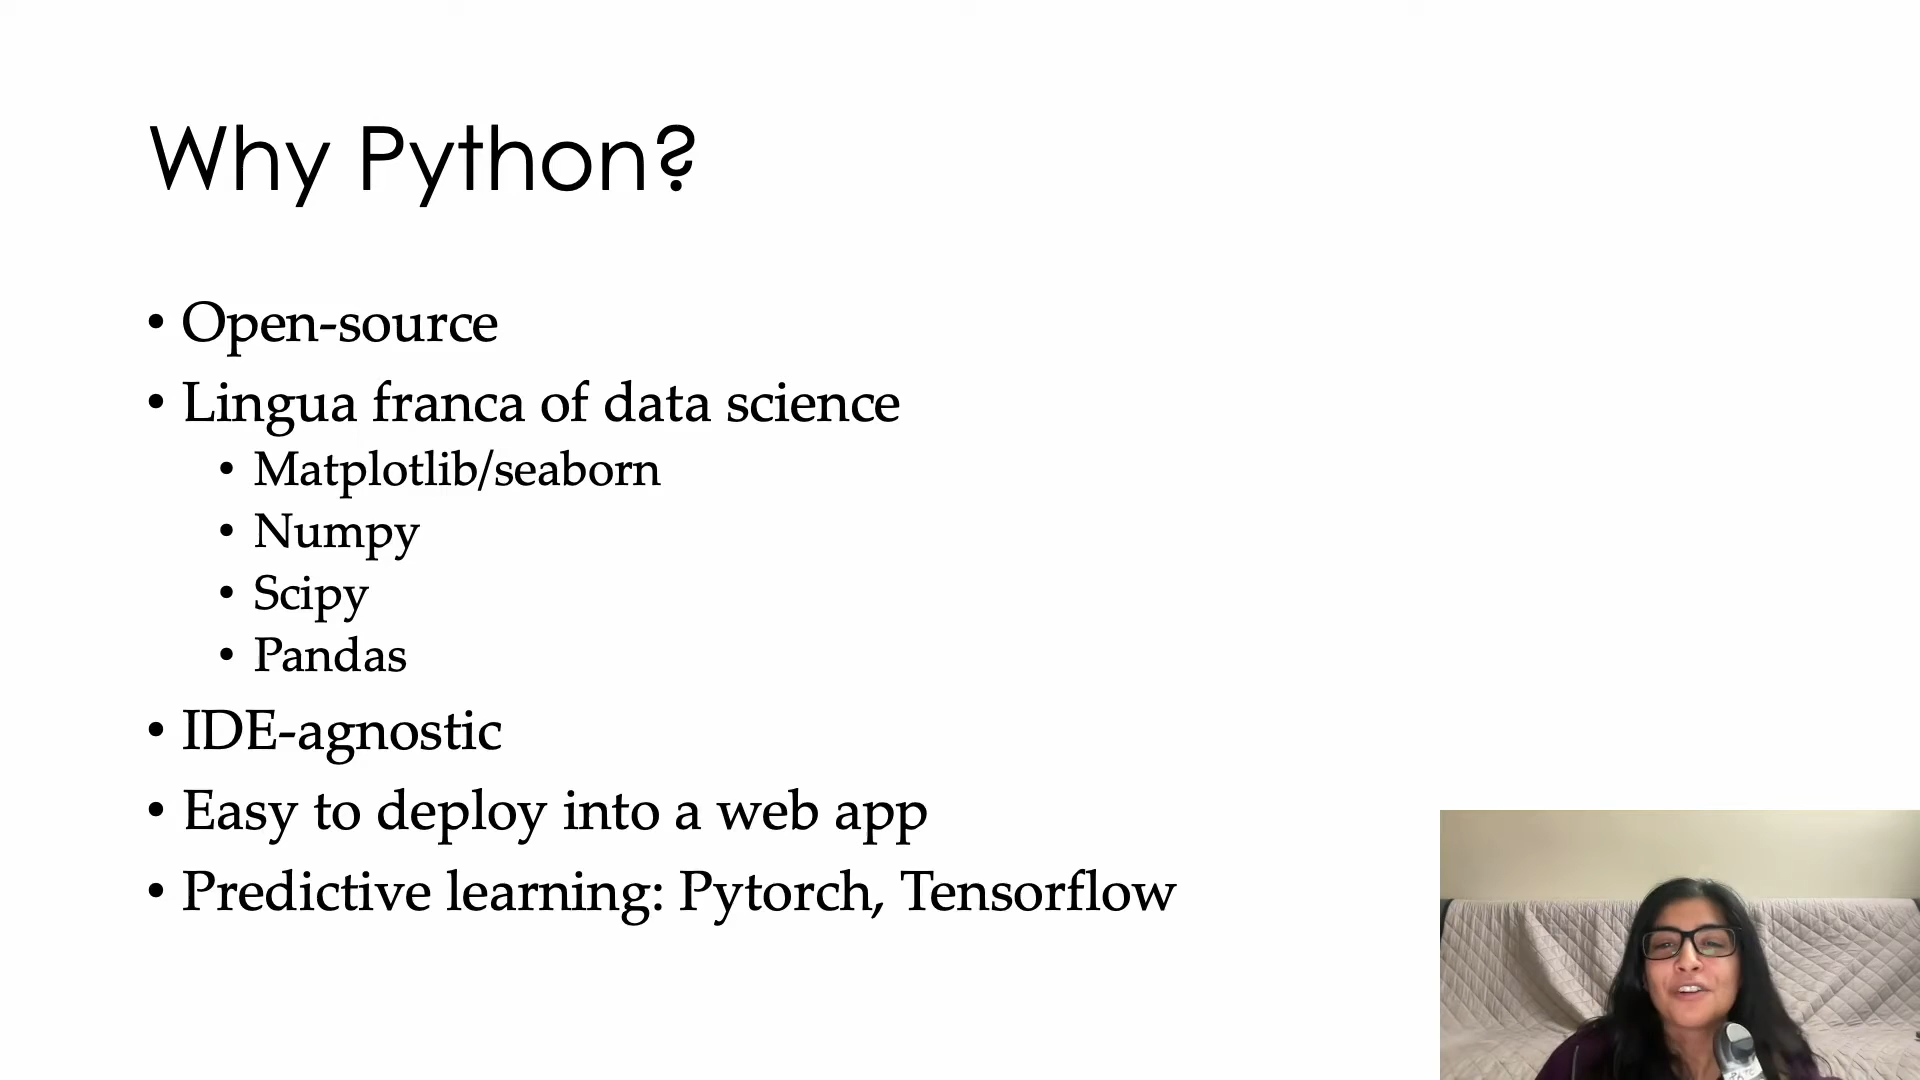 Why Python?
• Open-source
• Lingua franca of data science
• Matplotlib/seaborn
• Numpy
• Scipy
• Pandas
• IDE-agnostic
• Easy to deploy into a web app
• Predictive learning: Pytorch, Tensorflow